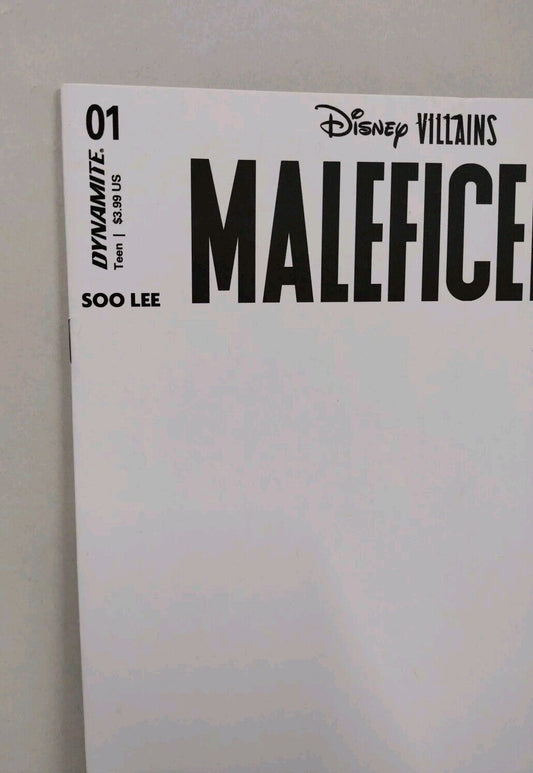 01
DYNAMITE®
Teen | $3.99 US
SOO LEE
Disney VILLAINS
MALEFICE